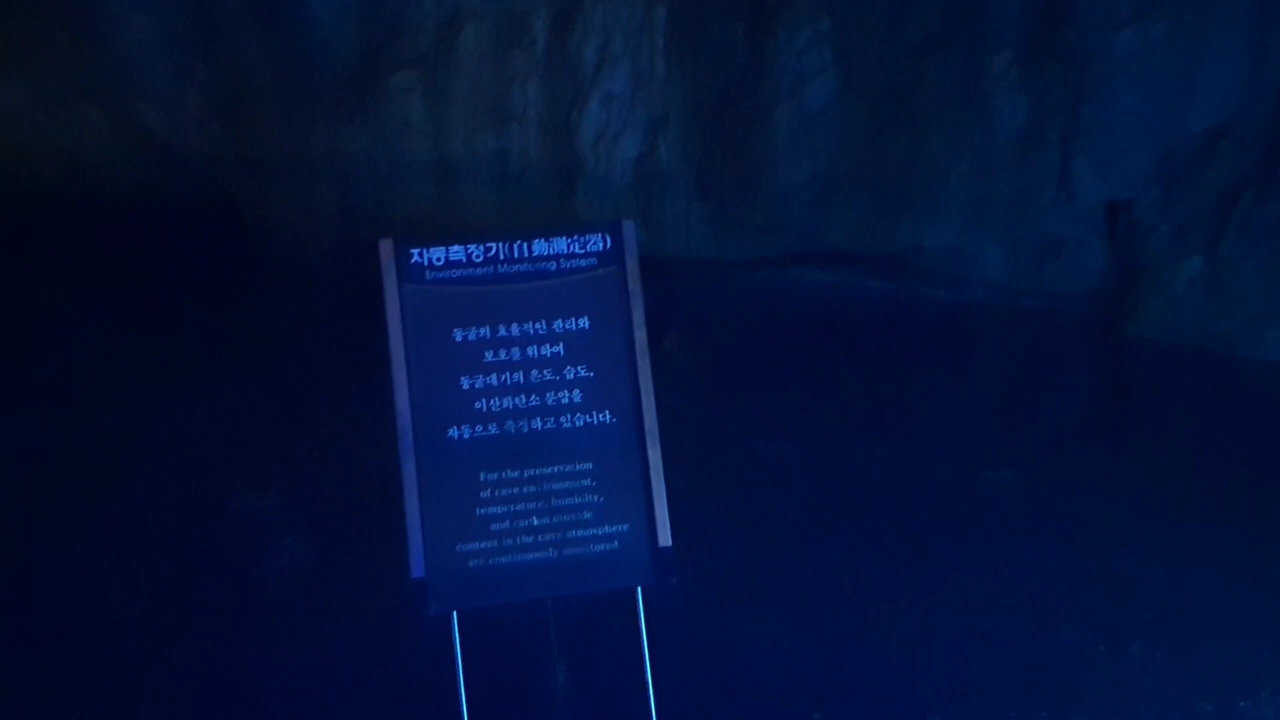 자동측정기(自動測定器)
Environment Monitoring System
동굴의 효율적인 관리와
보호를 위하여
동굴대기의 온도, 습도,
이산화탄소 분압을
자동으로 측정하고 있습니다.
For the preservation
of cave environment,
temperature, humidity,
and carbon dioxide
content in the cave atmosphere
are continuously monitored